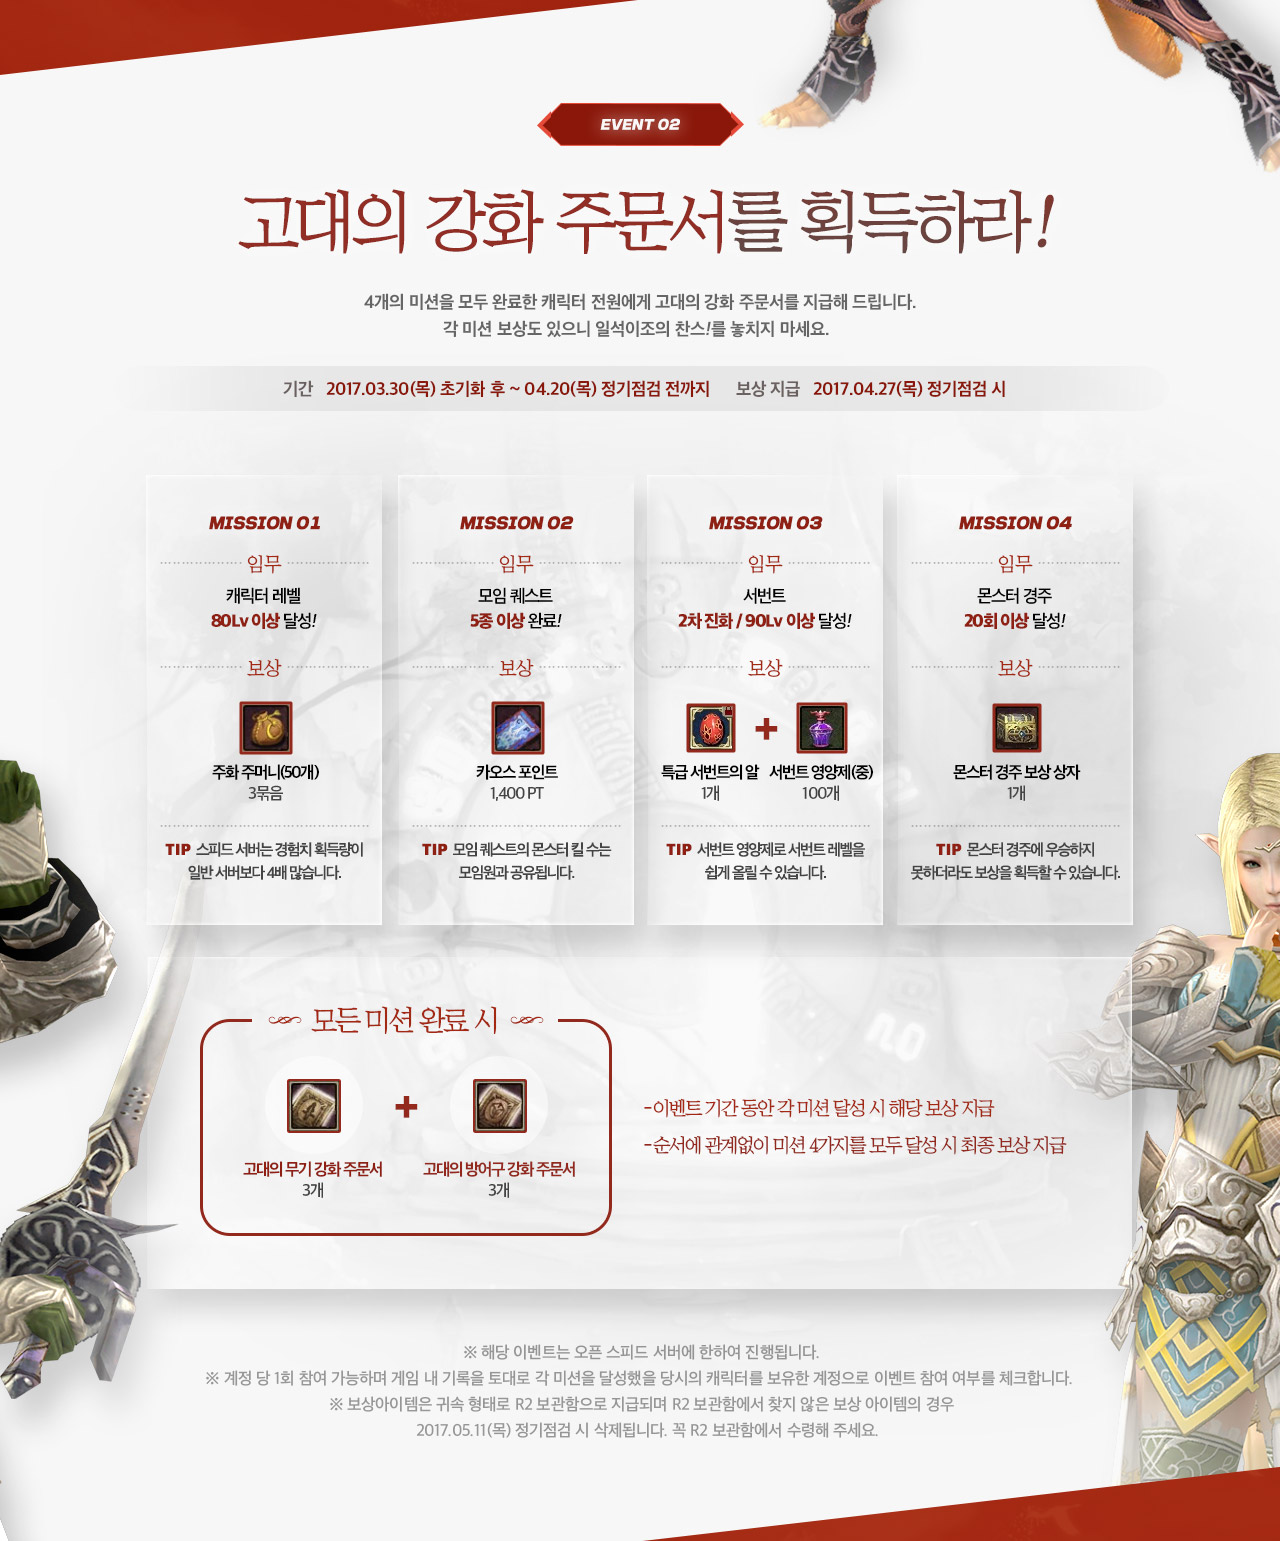 EVENT 02
고대의 강화 주문서를 획득하라!
4개의 미션을 모두 완료한 캐릭터 전원에게 고대의 강화 주문서를 지급해 드립니다.
각 미션 보상도 있으니 일석이조의 찬스!를 놓치지 마세요.
기간 2017.03.30(목) 초기화 후 ~ 04.20(목) 정기점검 전까지 보상 지급 2017.04.27(목) 정기점검 시
MISSION 01
임무
캐릭터 레벨
80Lv 이상 달성!
보상
주화 주머니(50개)
3묶음
TIP 스피드 서버는 경험치 획득량이
일반 서버보다 4배 많습니다.
MISSION 02
임무
모임 퀘스트
5종 이상 완료!
보상
카오스 포인트
1,400 PT
TIP 모임 퀘스트의 몬스터 킬 수는
모임원과 공유됩니다.
MISSION 03
임무
서번트
2차 진화 / 90Lv 이상 달성!
보상
특급 서번트의 알
1개
서번트 영양제(중)
100개
TIP 서번트 영양제로 서번트 레벨을
쉽게 올릴 수 있습니다.
MISSION 04
임무
몬스터 경주
20회 이상 달성!
보상
몬스터 경주 보상 상자
1개
TIP 몬스터 경주에 우승하지
못하더라도 보상을 획득할 수 있습니다.
모든 미션 완료 시
고대의 무기 강화 주문서
3개
고대의 방어구 강화 주문서
3개
-이벤트 기간 동안 각 미션 달성 시 해당 보상 지급
-순서에 관계없이 미션 4가지를 모두 달성 시 최종 보상 지급
※ 해당 이벤트는 오픈 스피드 서버에 한하여 진행됩니다.
※ 계정 당 1회 참여 가능하며 게임 내 기록을 토대로 각 미션을 달성했을 당시의 캐릭터를 보유한 계정으로 이벤트 참여 여부를 체크합니다.
※ 보상아이템은 귀속 형태로 R2 보관함으로 지급되며 R2 보관함에서 찾지 않은 보상 아이템의 경우
2017.05.11(목) 정기점검 시 삭제됩니다. 꼭 R2 보관함에서 수령해 주세요.